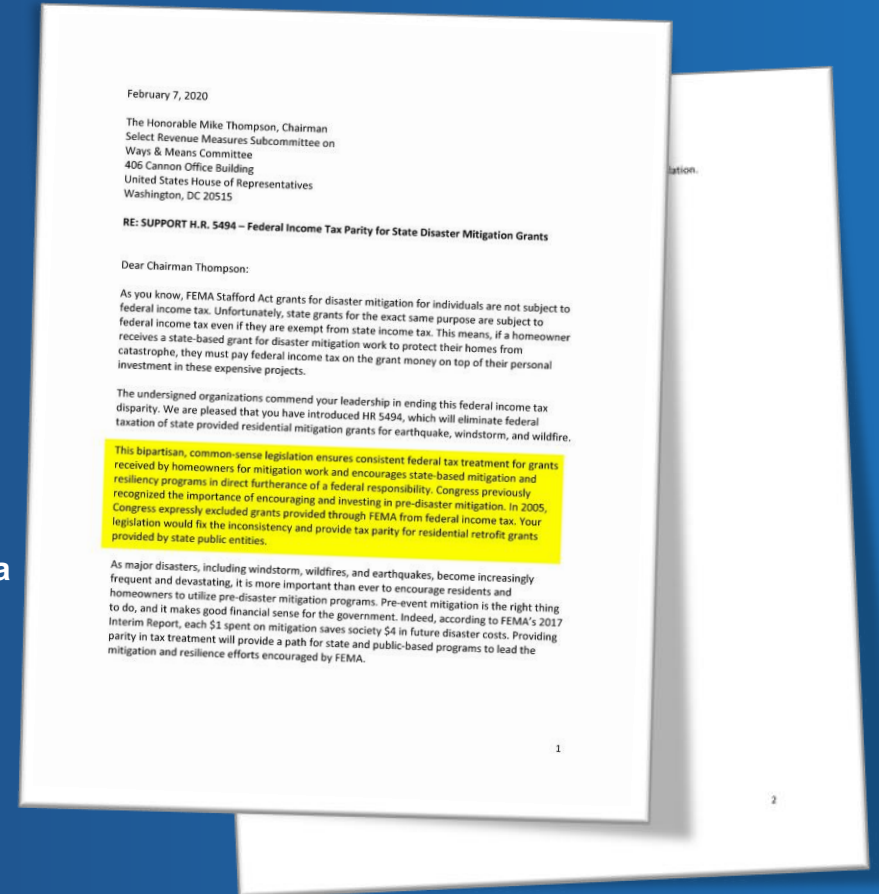 February 7, 2020
The Honorable Mike Thompson, Chairman
Select Revenue Measures Subcommittee on
Ways & Means Committee
406 Cannon Office Building
United States House of Representatives
Washington, DC 20515
RE: SUPPORT H.R. 5494 – Federal Income Tax Parity for State Disaster Mitigation Grants
Dear Chairman Thompson:
As you know, FEMA Stafford Act grants for disaster mitigation for individuals are not subject to
federal income tax. Unfortunately, state grants for the exact same purpose are subject to
federal income tax even if they are exempt from state income tax. This means, if a homeowner
receives a state-based grant for disaster mitigation work to protect their homes from
catastrophe, they must pay federal income tax on the grant money on top of their personal
investment in these expensive projects.
The undersigned organizations commend your leadership in ending this federal income tax
disparity. We are pleased that you have introduced HR 5494, which will eliminate federal
taxation of state provided residential mitigation grants for earthquake, windstorm, and wildfire.
This bipartisan, common-sense legislation ensures consistent federal tax treatment for grants
received by homeowners for mitigation work and encourages state-based mitigation and
resiliency programs in direct furtherance of a federal responsibility. Congress previously
recognized the importance of encouraging and investing in pre-disaster mitigation. In 2005,
Congress expressly excluded grants provided through FEMA from federal income tax. Your
legislation would fix the inconsistency and provide tax parity for residential retrofit grants
provided by state public entities.
As major disasters, including windstorm, wildfires, and earthquakes, become increasingly
frequent and devastating, it is more important than ever to encourage residents and
homeowners to utilize pre-disaster mitigation programs. Pre-event mitigation is the right thing
to do, and it makes good financial sense for the government. Indeed, according to FEMA's 2017
Interim Report, each $1 spent on mitigation saves society $4 in future disaster costs. Providing
parity in tax treatment will provide a path for state and public-based programs to lead the
mitigation and resilience efforts encouraged by FEMA.
1
lation.
2
a